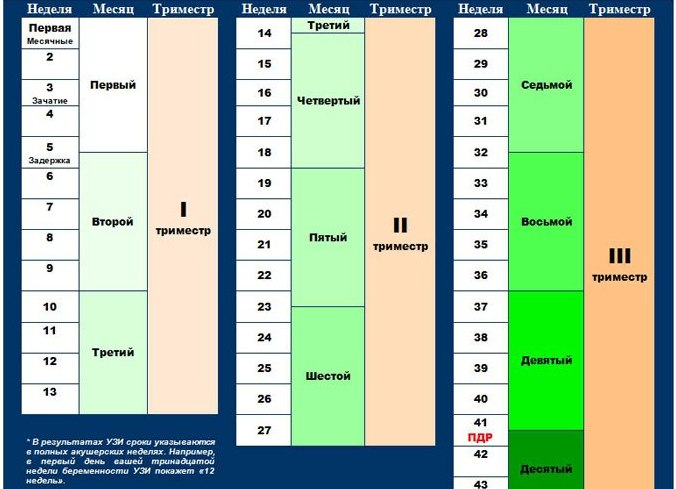 Неделя Месяц Триместр
Первая
Месячные
2
3
Зачатие
4
5
Задержка
6
7
8
9
10
11
12
13
Первый
Второй
Третий
I
триместр
* В результатах УЗИ сроки указываются
в полных акушерских неделях. Например,
в первый день вашей тринадцатой
недели беременности УЗИ покажет «12
недель».
Неделя Месяц Триместр
14
15
16
17
18
19
20
21
22
23
24
25
26
27
Третий
Четвертый
Пятый
Шестой
II
триместр
Неделя Месяц Триместр
28
29
30
31
32
33
34
35
36
37
38
39
40
41
ПДР
42
43
Седьмой
Восьмой
Девятый
Десятый
III
триместр